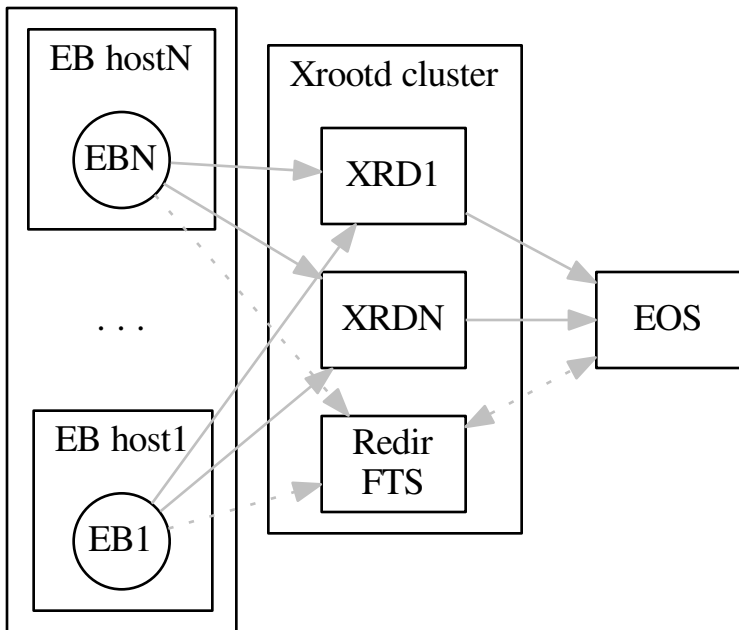 EB hostN
EBN
. . .
EB host1
EB1
Xrootd cluster
XRD1
XRDN
Redir
FTS
EOS